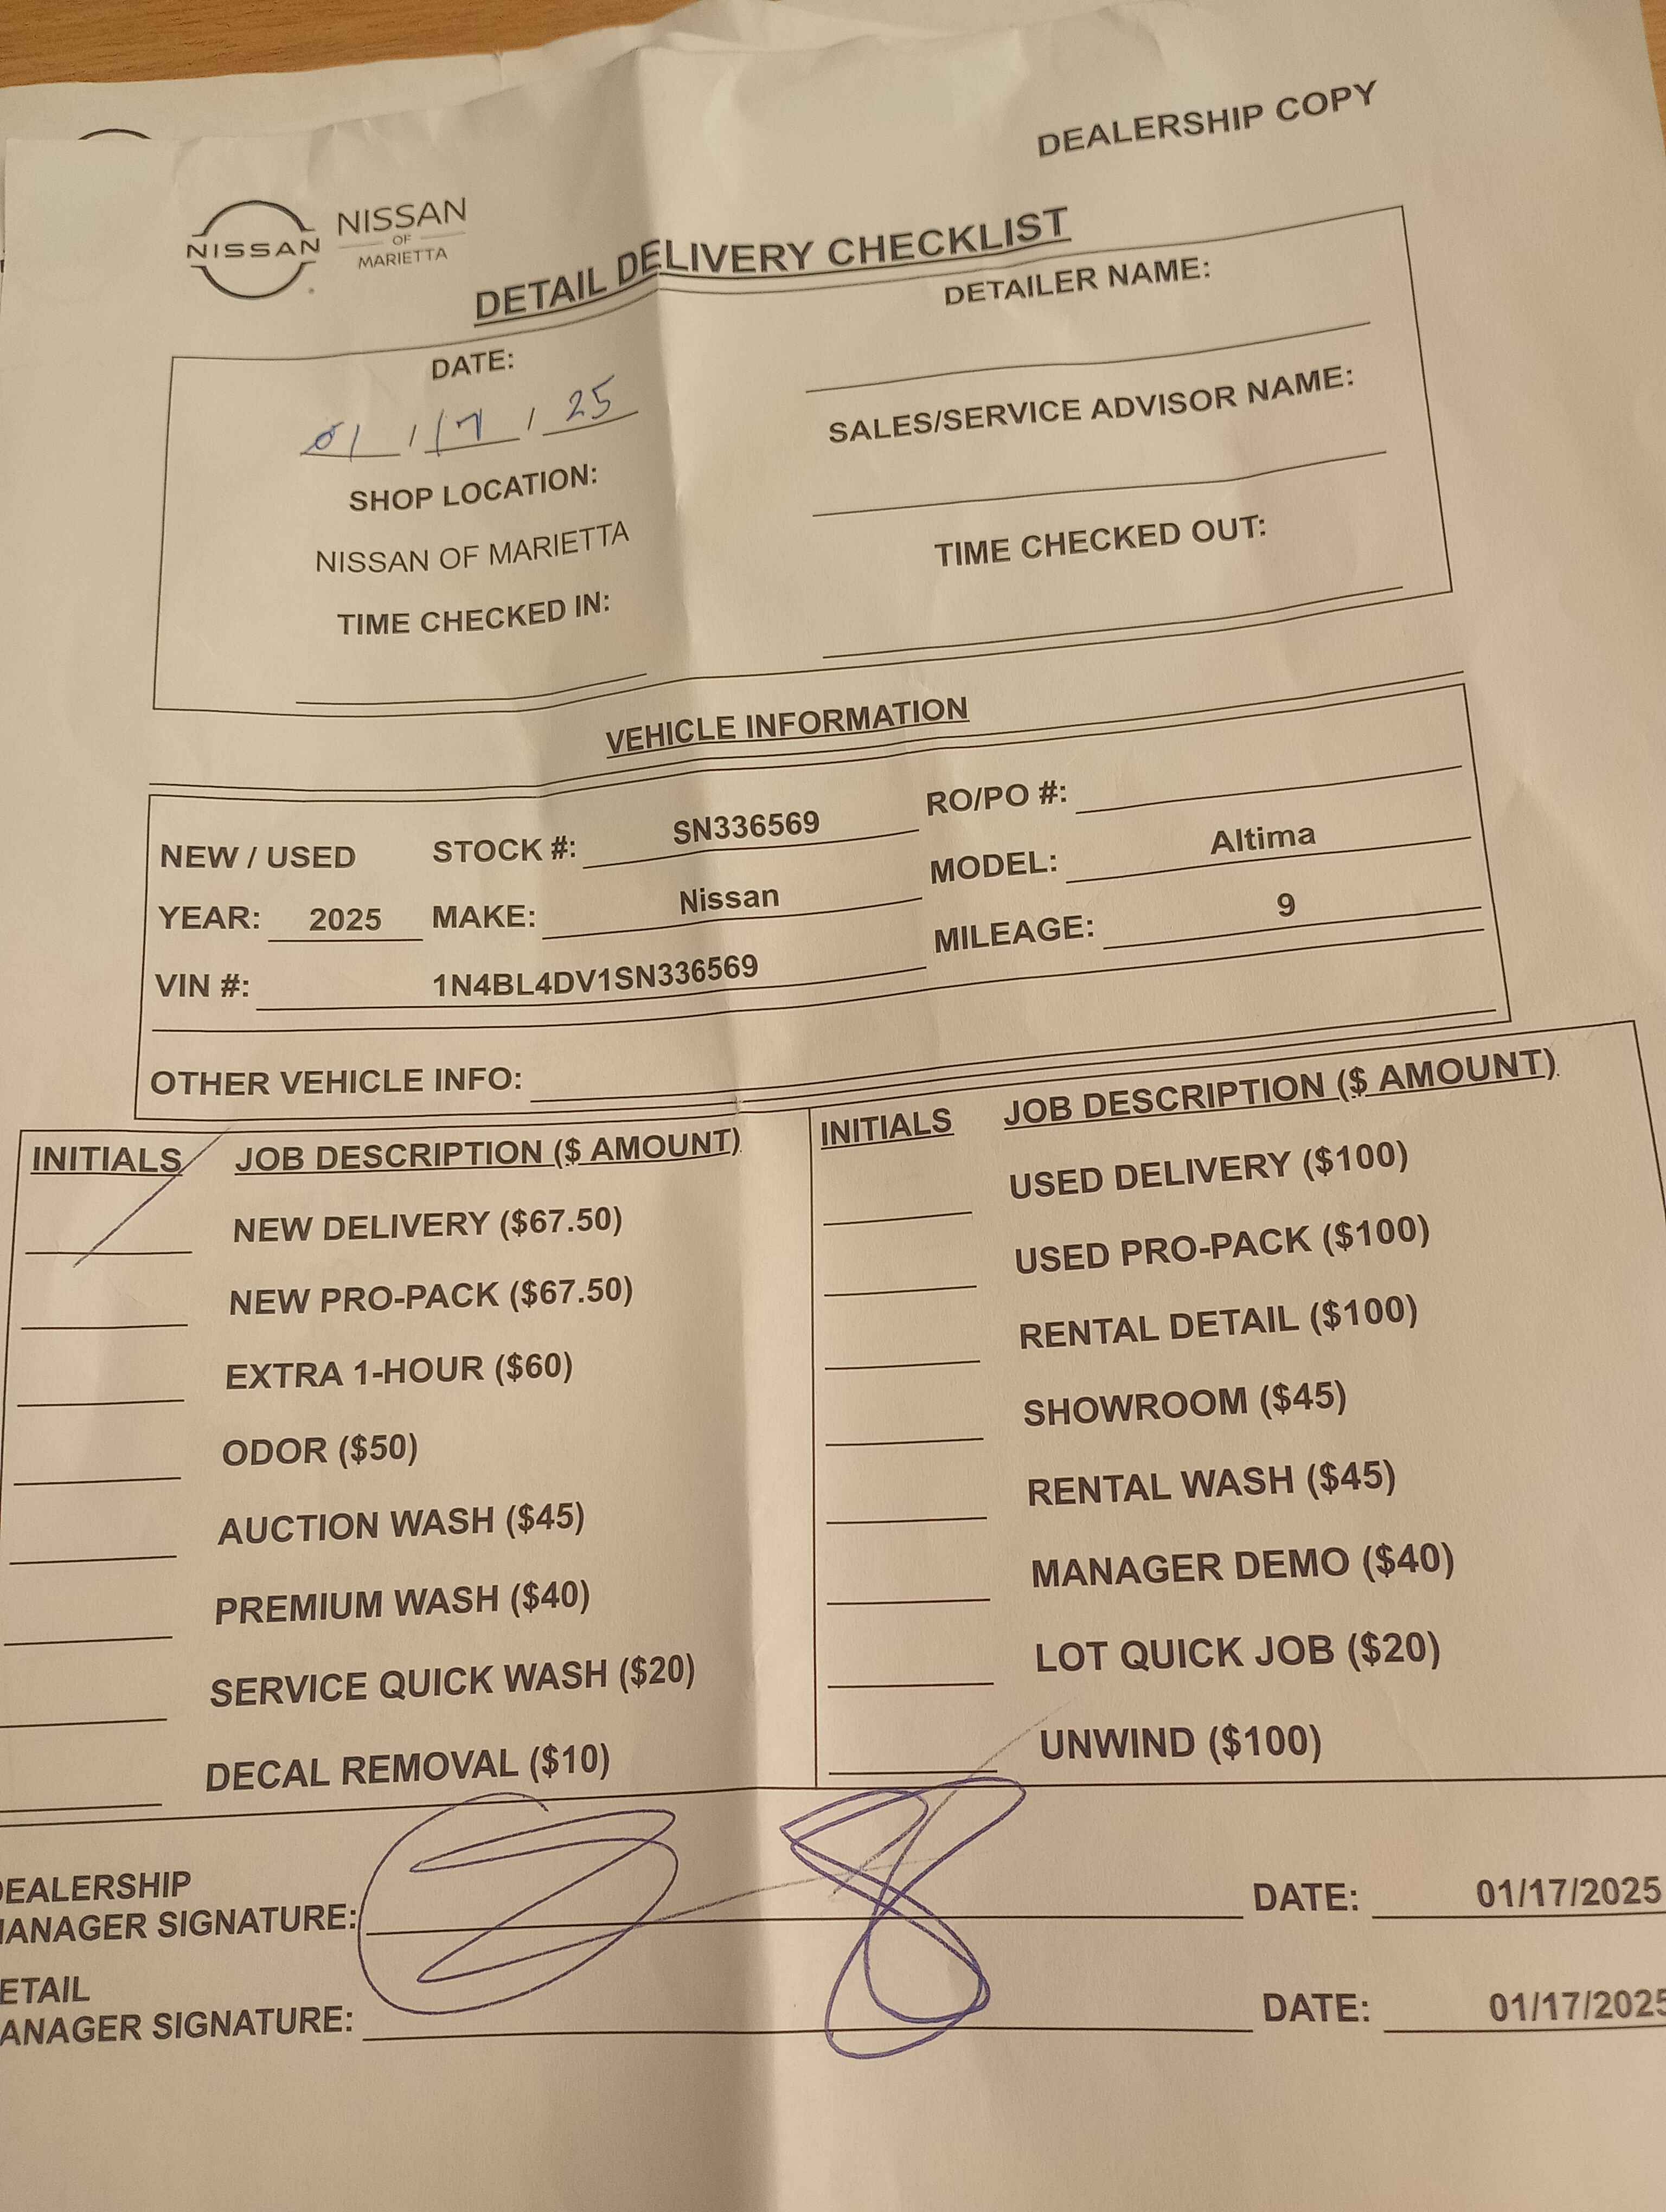 DEALERSHIP COPY
NISSAN
NISSAN
OF
MARIETTA
DETAIL DELIVERY CHECKLIST
DATE:
01 / 17 / 25
SHOP LOCATION:
NISSAN OF MARIETTA
TIME CHECKED IN:
DETAILER NAME:
SALES/SERVICE ADVISOR NAME:
TIME CHECKED OUT:
VEHICLE INFORMATION
NEW / USED STOCK #: SN336569 RO/PO #:
YEAR: 2025 MAKE: Nissan MODEL: Altima
VIN #: 1N4BL4DV1SN336569 MILEAGE: 9
OTHER VEHICLE INFO:
INITIALS JOB DESCRIPTION ($ AMOUNT)
NEW DELIVERY ($67.50)
NEW PRO-PACK ($67.50)
EXTRA 1-HOUR ($60)
ODOR ($50)
AUCTION WASH ($45)
PREMIUM WASH ($40)
SERVICE QUICK WASH ($20)
DECAL REMOVAL ($10)
INITIALS JOB DESCRIPTION ($ AMOUNT)
USED DELIVERY ($100)
USED PRO-PACK ($100)
RENTAL DETAIL ($100)
SHOWROOM ($45)
RENTAL WASH ($45)
MANAGER DEMO ($40)
LOT QUICK JOB ($20)
UNWIND ($100)
EALERSHIP
ANAGER SIGNATURE: DATE: 01/17/2025
ETAIL
ANAGER SIGNATURE: DATE: 01/17/2025